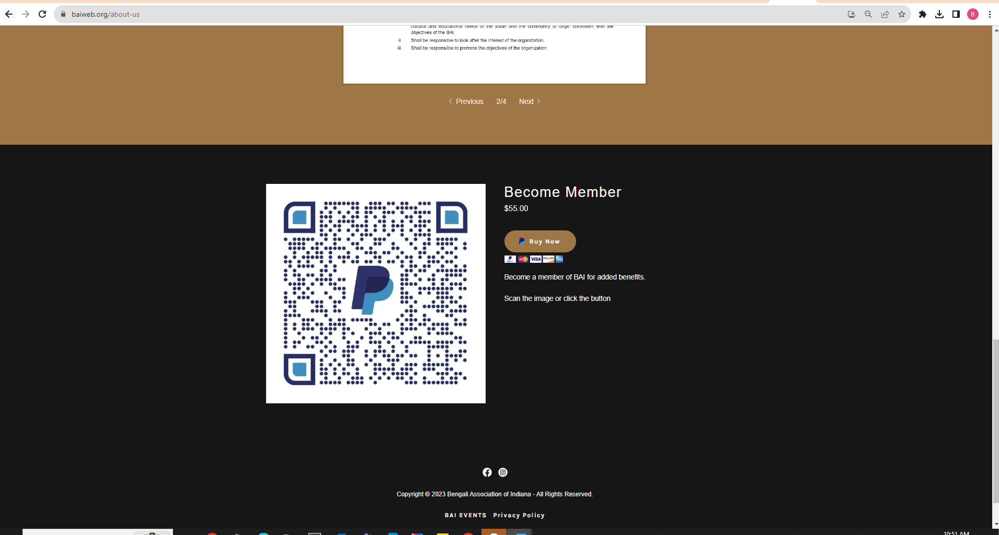 baiweb.org/about-us
B
cultural and educational needs of the youth and the community at large, consistent with the
objectives of the BAI.
ii. Shall be responsible to look after the interest of the organization.
iii. Shall be responsible to promote the objectives of the organization.
Previous 2/4 Next
Become Member
$55.00
Buy Now
VISA DISCOVER
Become a member of BAI for added benefits.
Scan the image or click the button
Copyright © 2023 Bengali Association of Indiana - All Rights Reserved.
BAI EVENTS Privacy Policy
10:51 AM